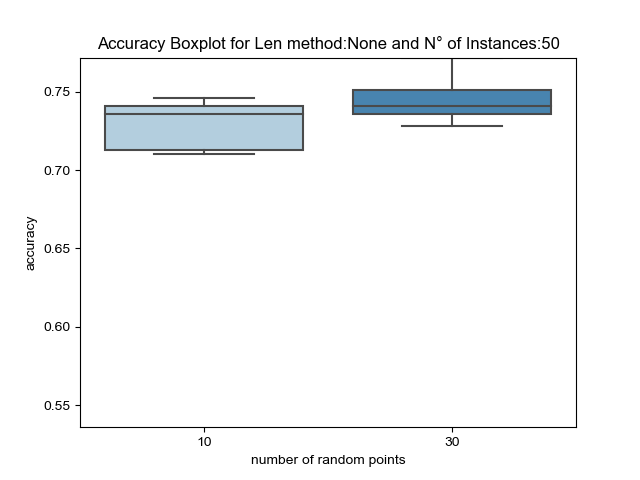 Accuracy Boxplot for Len method:None and N° of Instances:50
0.75
0.70
0.65
0.60
0.55
accuracy
10 30
number of random points